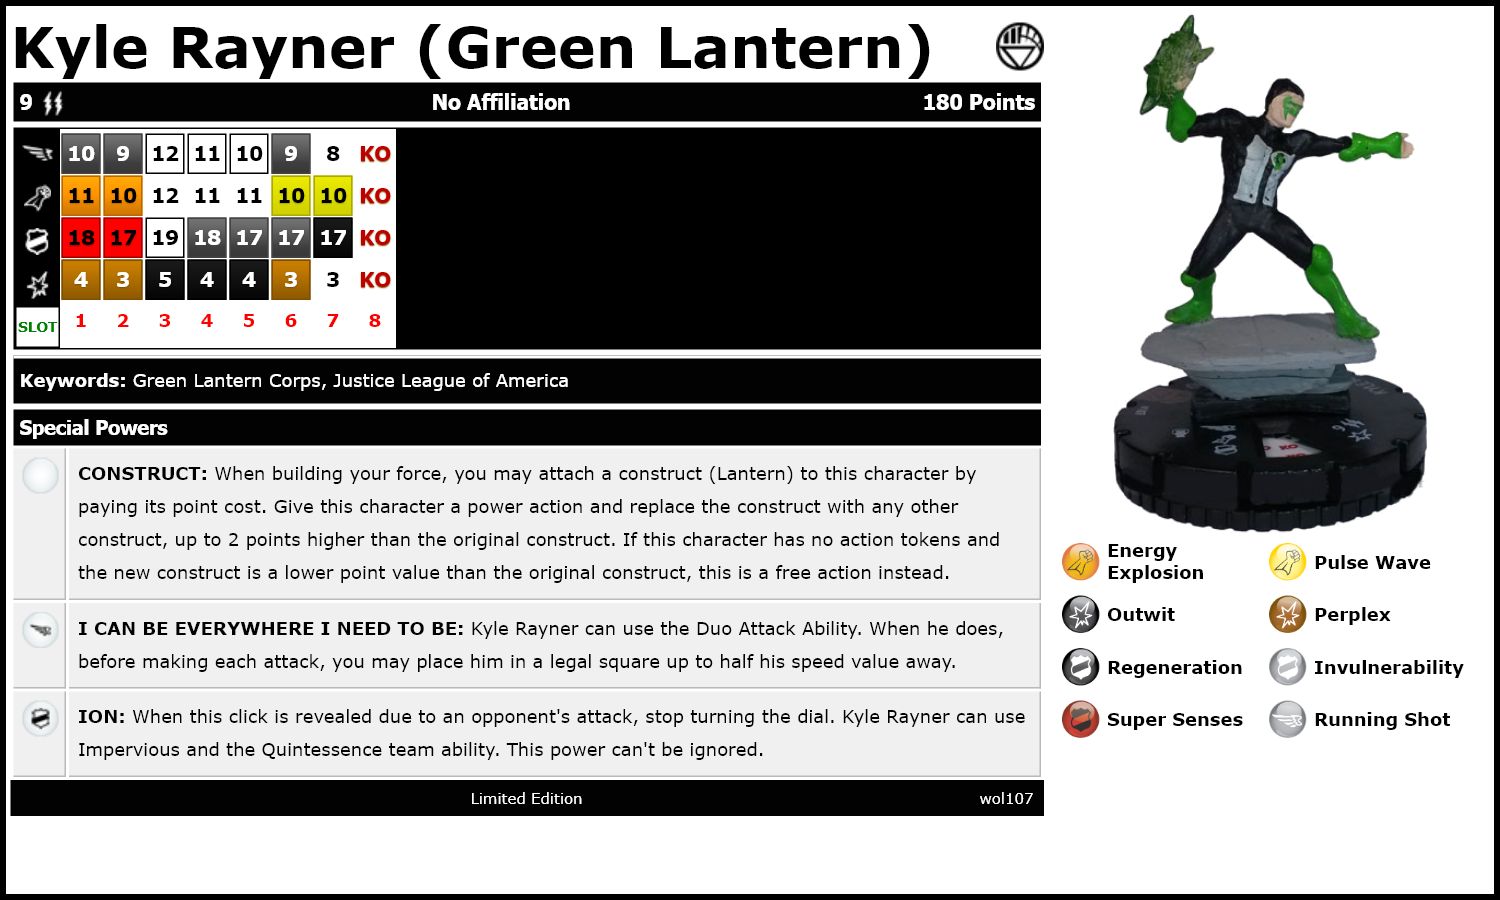 Kyle Rayner (Green Lantern)
9 No Affiliation 180 Points
10 9 12 11 10 9 8 KO
11 10 12 11 11 10 10 KO
18 17 19 18 17 17 17 KO
4 3 5 4 4 3 3 KO
SLOT 1 2 3 4 5 6 7 8
Keywords: Green Lantern Corps, Justice League of America
Special Powers
CONSTRUCT: When building your force, you may attach a construct (Lantern) to this character by
paying its point cost. Give this character a power action and replace the construct with any other
construct, up to 2 points higher than the original construct. If this character has no action tokens and
the new construct is a lower point value than the original construct, this is a free action instead.
I CAN BE EVERYWHERE I NEED TO BE: Kyle Rayner can use the Duo Attack Ability. When he does,
before making each attack, you may place him in a legal square up to half his speed value away.
ION: When this click is revealed due to an opponent's attack, stop turning the dial. Kyle Rayner can use
Impervious and the Quintessence team ability. This power can't be ignored.
Limited Edition wol107
KO
Energy
Explosion
Pulse Wave
Outwit
Perplex
Regeneration
Invulnerability
Super Senses
Running Shot